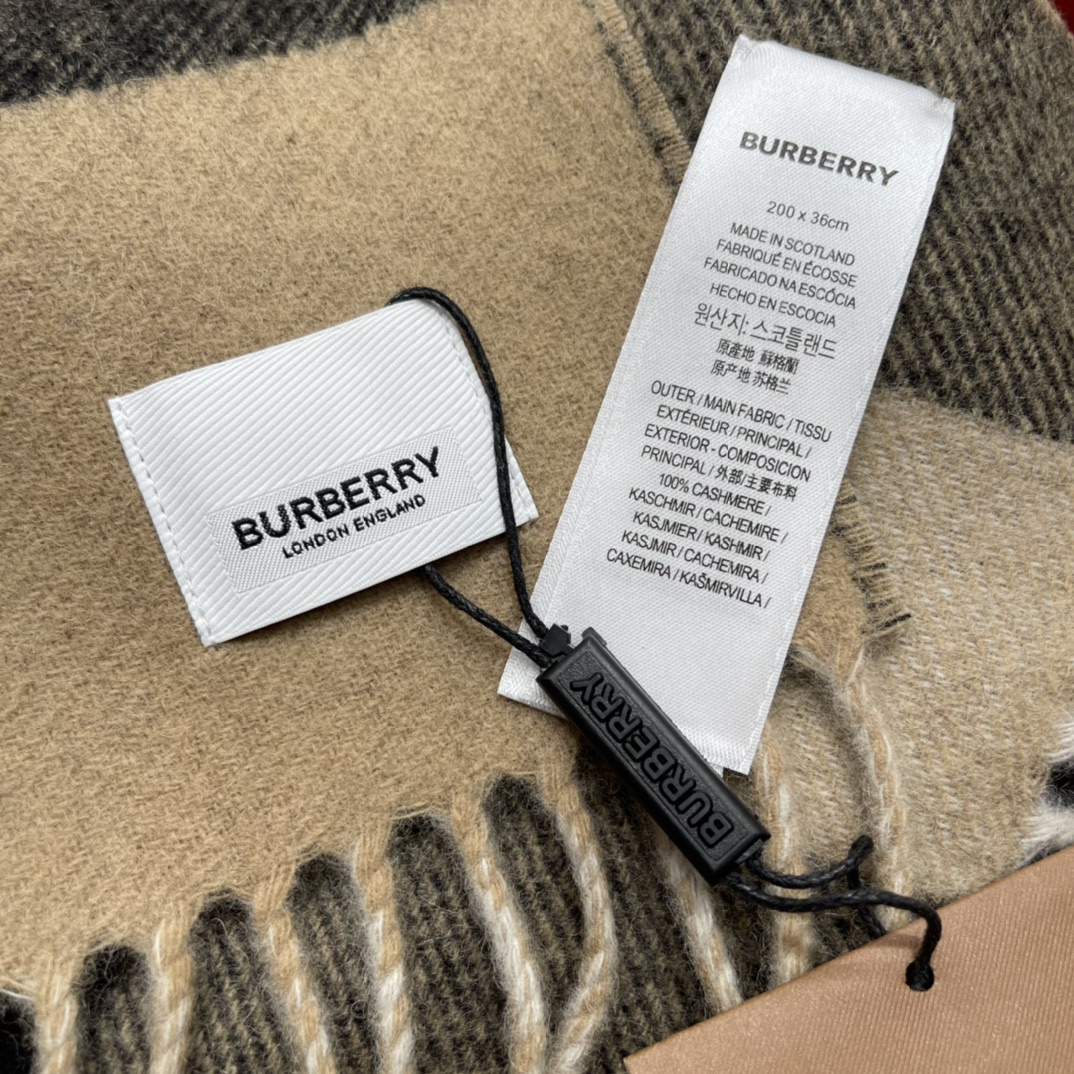 BURBERRY
LONDON ENGLAND
BURBERRY
200 x 36cm
MADE IN SCOTLAND
FABRIQUÉ EN ÉCOSSE
FABRICADO NA ESCÓCIA
HECHO EN ESCOCIA
원산지: 스코틀랜드
原產地 蘇格蘭
原产地 苏格兰
OUTER / MAIN FABRIC / TISSU
EXTÉRIEUR / PRINCIPAL /
EXTERIOR - COMPOSICION
PRINCIPAL / 外部/主要布料
100% CASHMERE /
KASCHMIR / CACHEMIRE /
KASJMIER / KASHMIR /
KASJMIR / CACHEMIRA /
CAXEMIRA / KAŠMIRVILLA /
BURBERRY